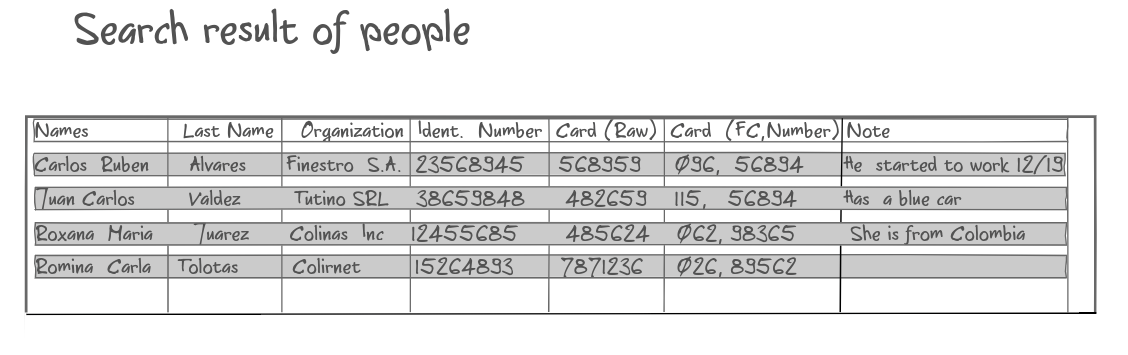 Search result of people
Names Last Name Organization Ident. Number Card (Raw) Card (FC,Number) Note
Carlos Ruben Alvares Finestro S.A. 23568945 568959 096, 56894 He started to work 12/19
Juan Carlos Valdez Tutino SRL 38659848 482659 115, 56894 Has a blue car
Roxana Maria Juarez Colinas Inc 12455685 485624 062, 98365 She is from Colombia
Romina Carla Tolotas Colirnet 15264893 7871236 026, 89562